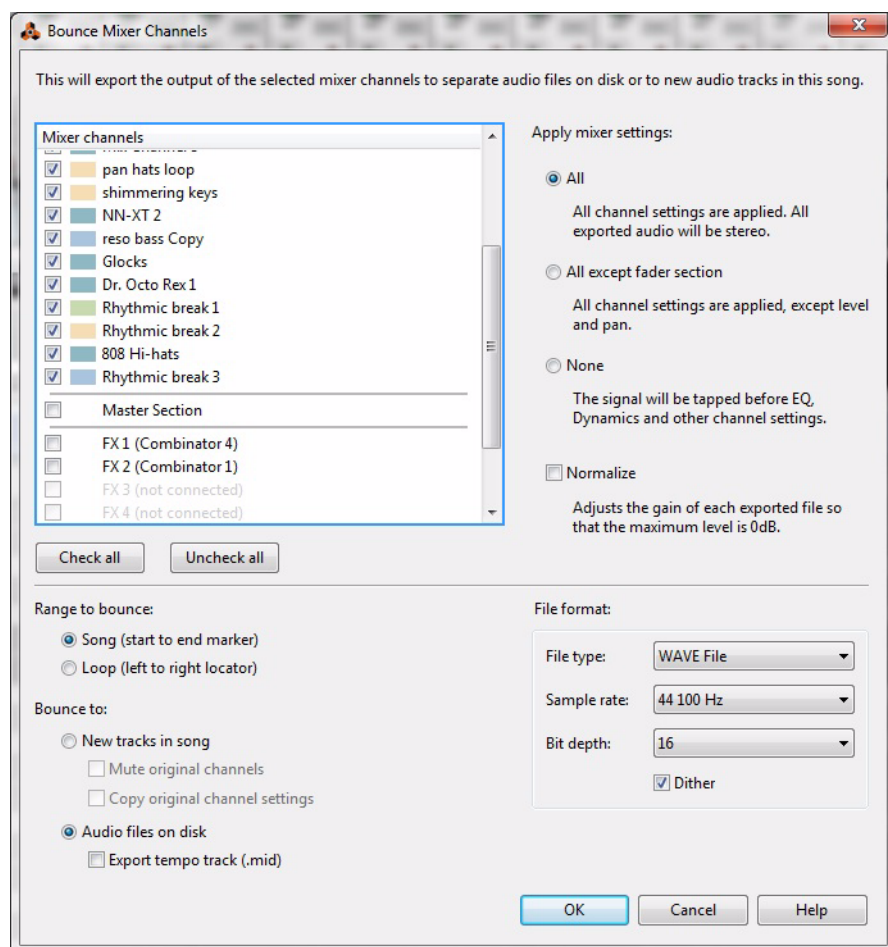 Bounce Mixer Channels
This will export the output of the selected mixer channels to separate audio files on disk or to new audio tracks in this song.
Mixer channels
pan hats loop
shimmering keys
NN-XT 2
reso bass Copy
Glocks
Dr. Octo Rex 1
Rhythmic break 1
Rhythmic break 2
808 Hi-hats
Rhythmic break 3
Master Section
FX 1 (Combinator 4)
FX 2 (Combinator 1)
FX 3 (not connected)
FX 4 (not connected)
Check all
Uncheck all
Apply mixer settings:
All
All channel settings are applied. All
exported audio will be stereo.
All except fader section
All channel settings are applied, except level
and pan.
None
The signal will be tapped before EQ,
Dynamics and other channel settings.
Normalize
Adjusts the gain of each exported file so
that the maximum level is 0dB.
Range to bounce:
Song (start to end marker)
Loop (left to right locator)
Bounce to:
New tracks in song
Mute original channels
Copy original channel settings
Audio files on disk
Export tempo track (.mid)
File format:
File type: WAVE File
Sample rate: 44 100 Hz
Bit depth: 16
Dither
OK
Cancel
Help